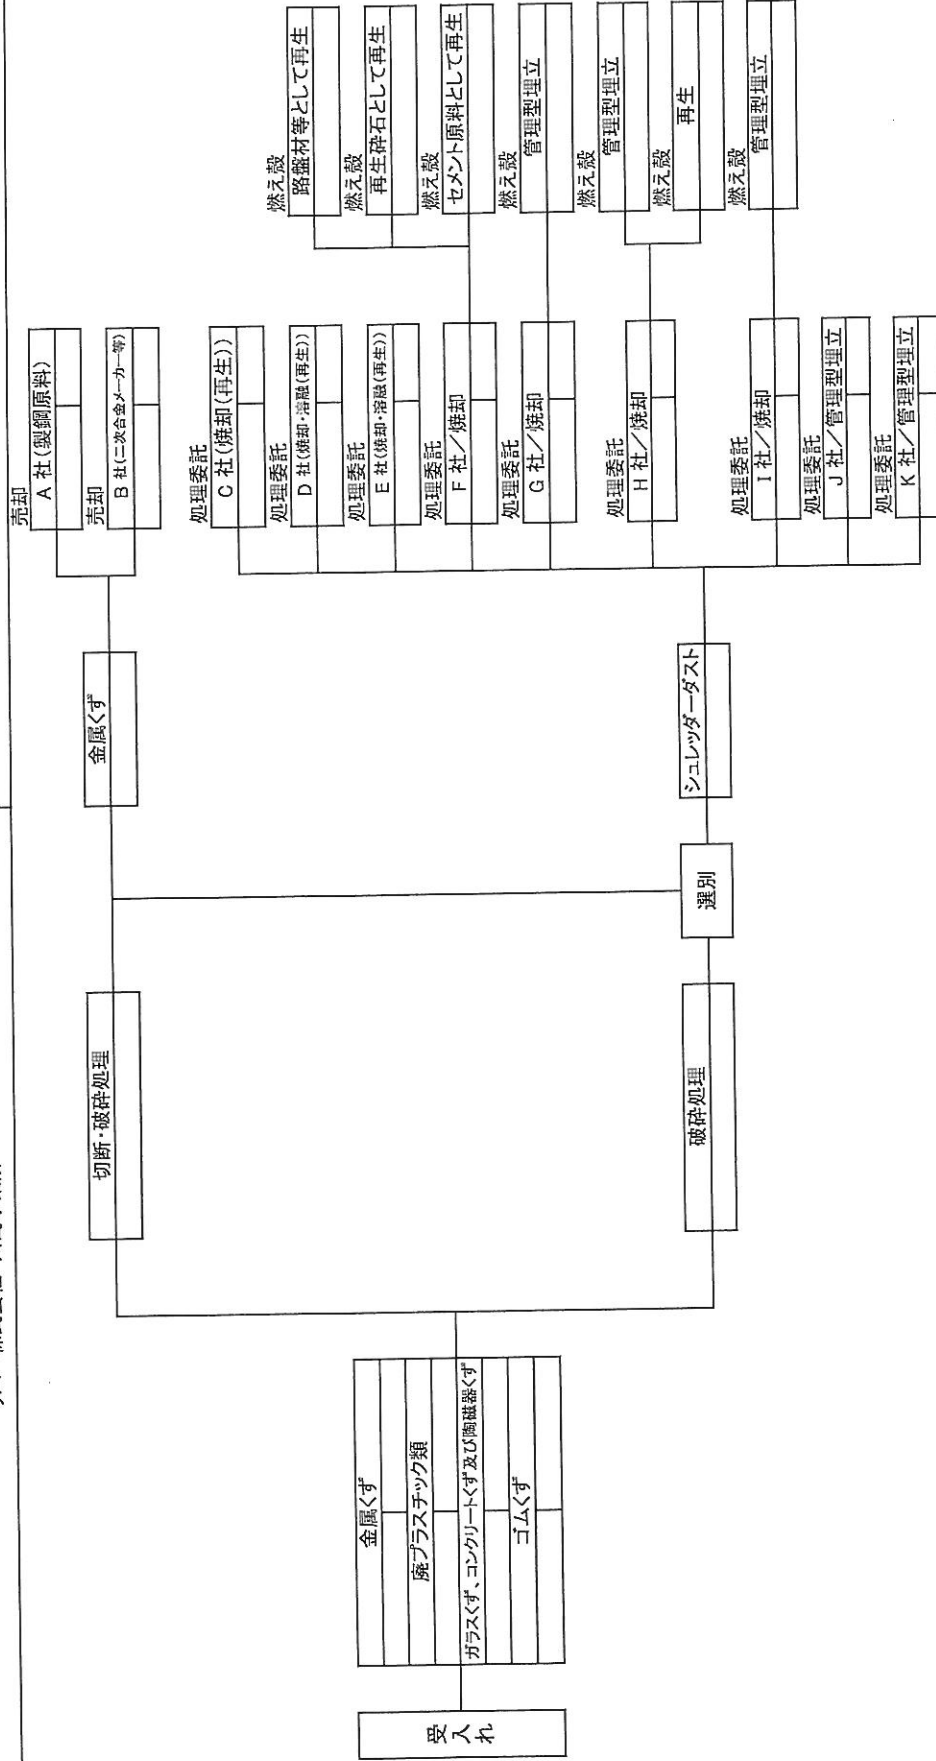 受入れ
金属くず
廃プラスチック類
ガラスくず、コンクリートくず及び陶磁器くず
ゴムくず
切断・破砕処理
破砕処理
選別
金属くず
シュレッダーダスト
売却
A 社(製鋼原料)
売却
B 社(二次合金メーカー等)
処理委託
C 社(焼却(再生))
処理委託
D 社(焼却・溶融(再生))
処理委託
E 社(焼却・溶融(再生))
処理委託
F 社/焼却
処理委託
G 社/焼却
処理委託
H 社/焼却
処理委託
I 社/焼却
処理委託
J 社/管理型埋立
処理委託
K 社/管理型埋立
燃え殻
路盤材等として再生
燃え殻
再生砕石として再生
燃え殻
セメント原料として再生
燃え殻
管理型埋立
燃え殻
管理型埋立
燃え殻
再生
燃え殻
管理型埋立